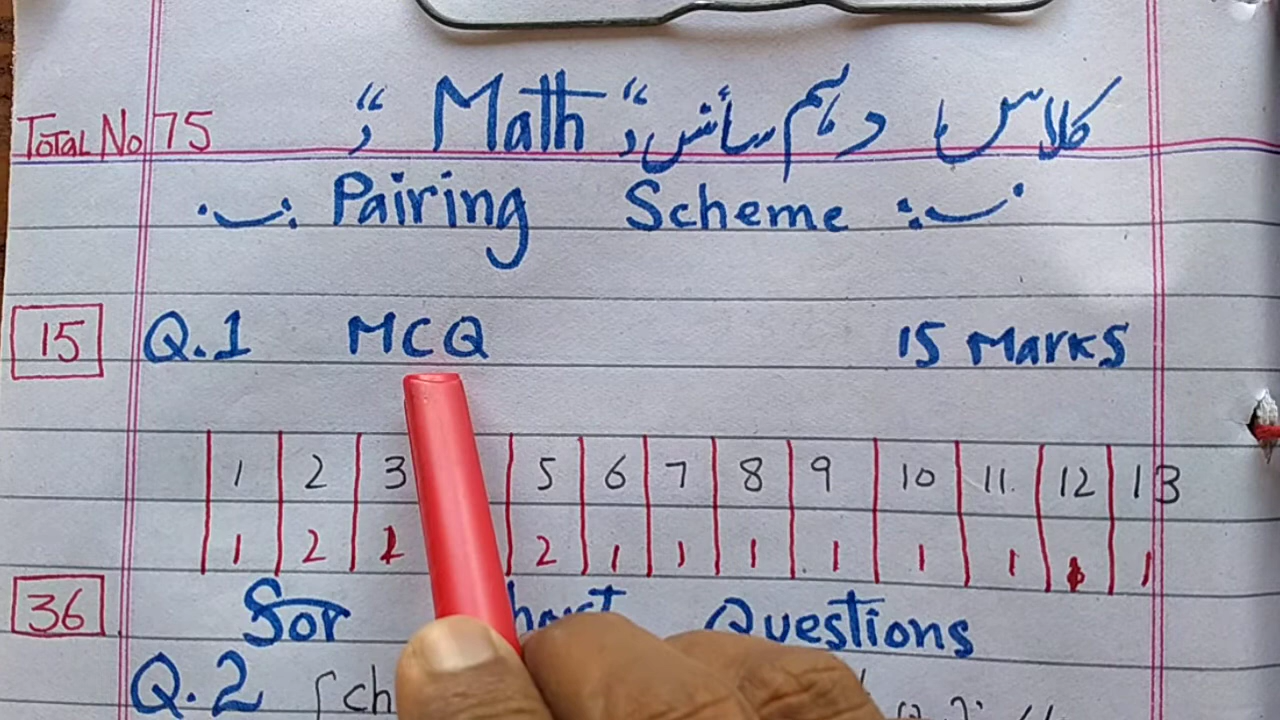 کلاس دہم سائنس " Math "
Total No 75
Pairing Scheme
15 Q.1 MCQ 15 Marks
1 2 3 5 6 7 8 9 10 11. 12 13
1 2 2 1 1 1 1 1 1 1
36 For Short Questions
Q.2